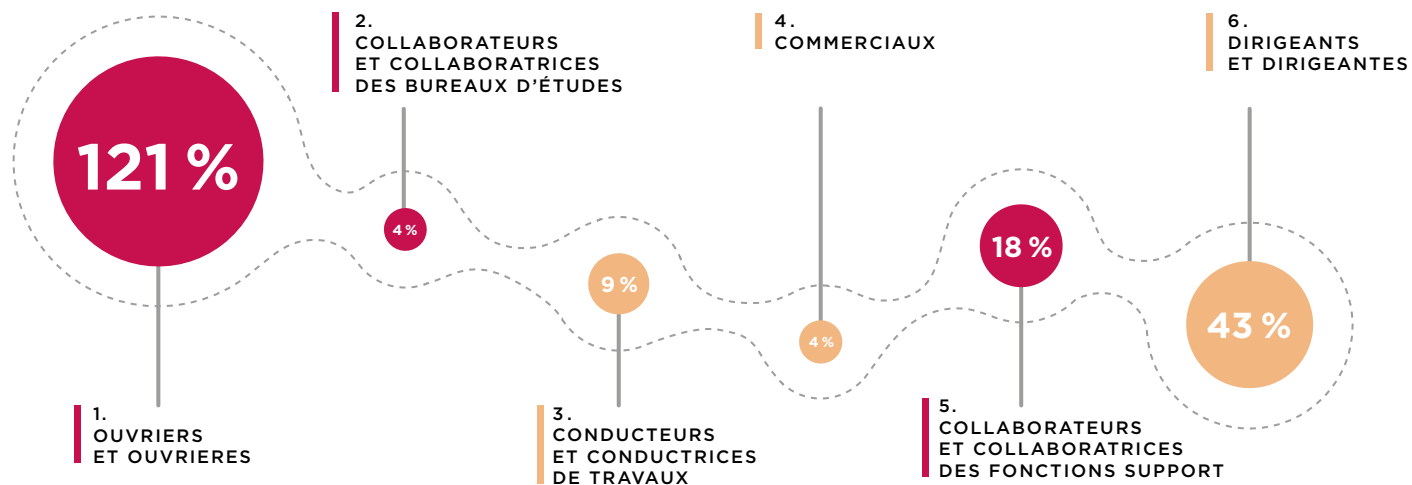 121 %
1.
OUVRIERS
ET OUVRIERES
2.
COLLABORATEURS
ET COLLABORATRICES
DES BUREAUX D'ÉTUDES
4 %
9 %
3.
CONDUCTEURS
ET CONDUCTRICES
DE TRAVAUX
4.
COMMERCIAUX
4 %
18 %
5.
COLLABORATEURS
ET COLLABORATRICES
DES FONCTIONS SUPPORT
6.
DIRIGEANTS
ET DIRIGEANTES
43 %